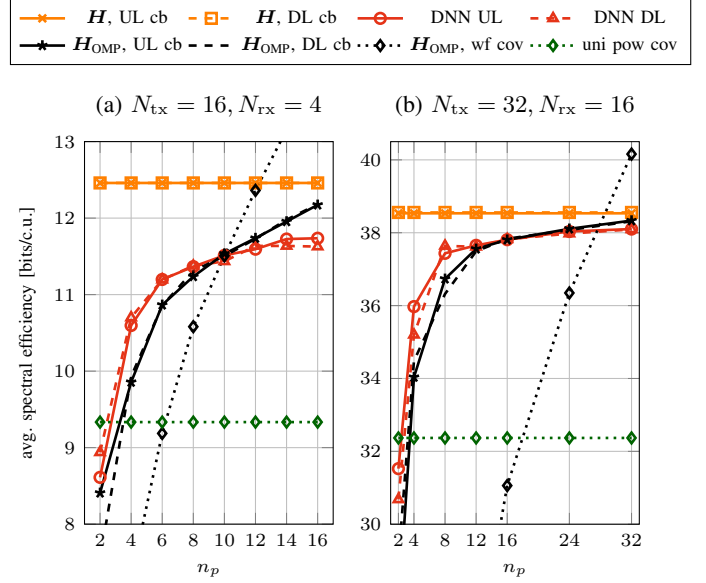 H, UL cb H, DL cb DNN UL DNN DL
H_OMP, UL cb H_OMP, DL cb H_OMP, wf cov uni pow cov
(a) N_tx = 16, N_rx = 4
(b) N_tx = 32, N_rx = 16
avg. spectral efficiency [bits/c.u.]
13
12
11
10
9
8
2 4 6 8 10 12 14 16
n_p
40
38
36
34
32
30
2 4 8 12 16 24 32
n_p